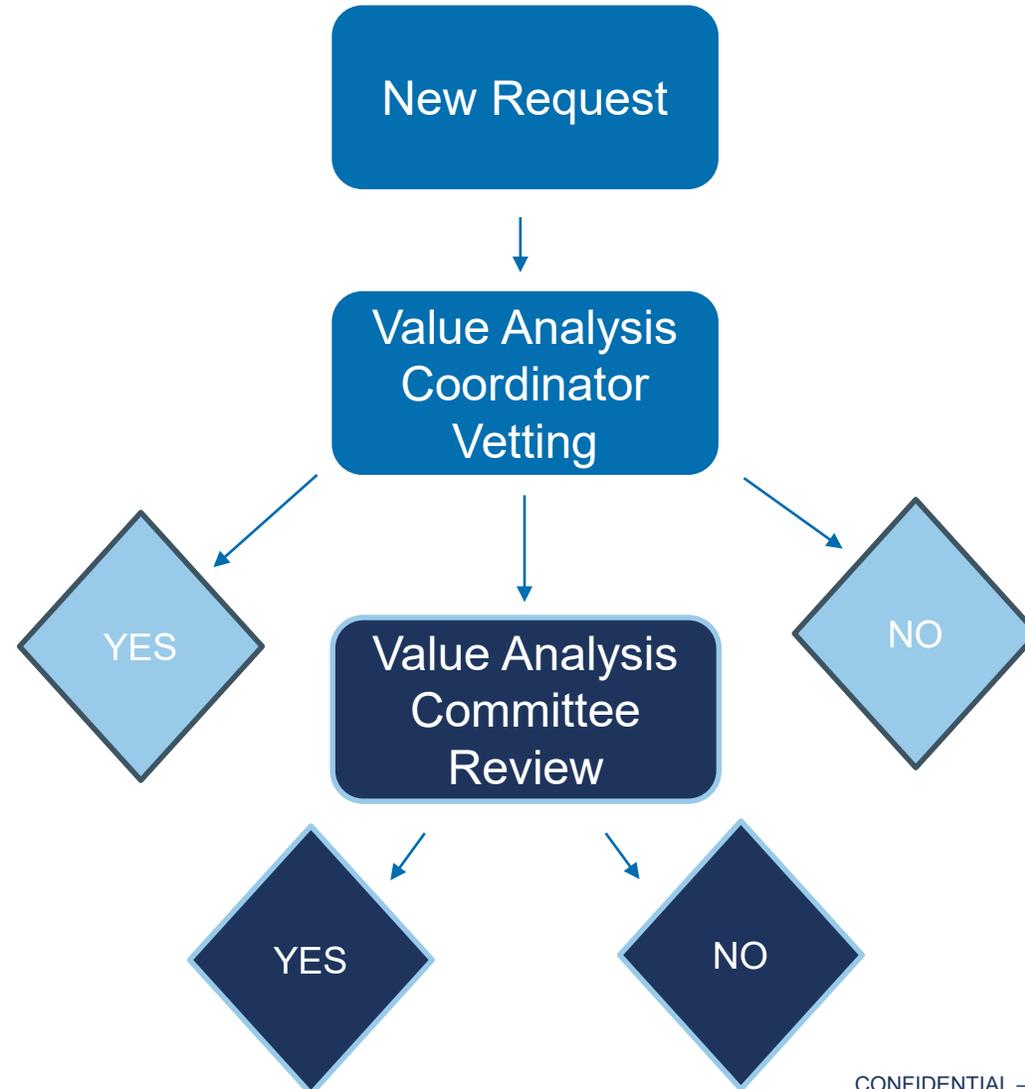 New Request
Value Analysis
Coordinator
Vetting
YES
NO
Value Analysis
Committee
Review
YES
NO
CONFIDENTIAL –